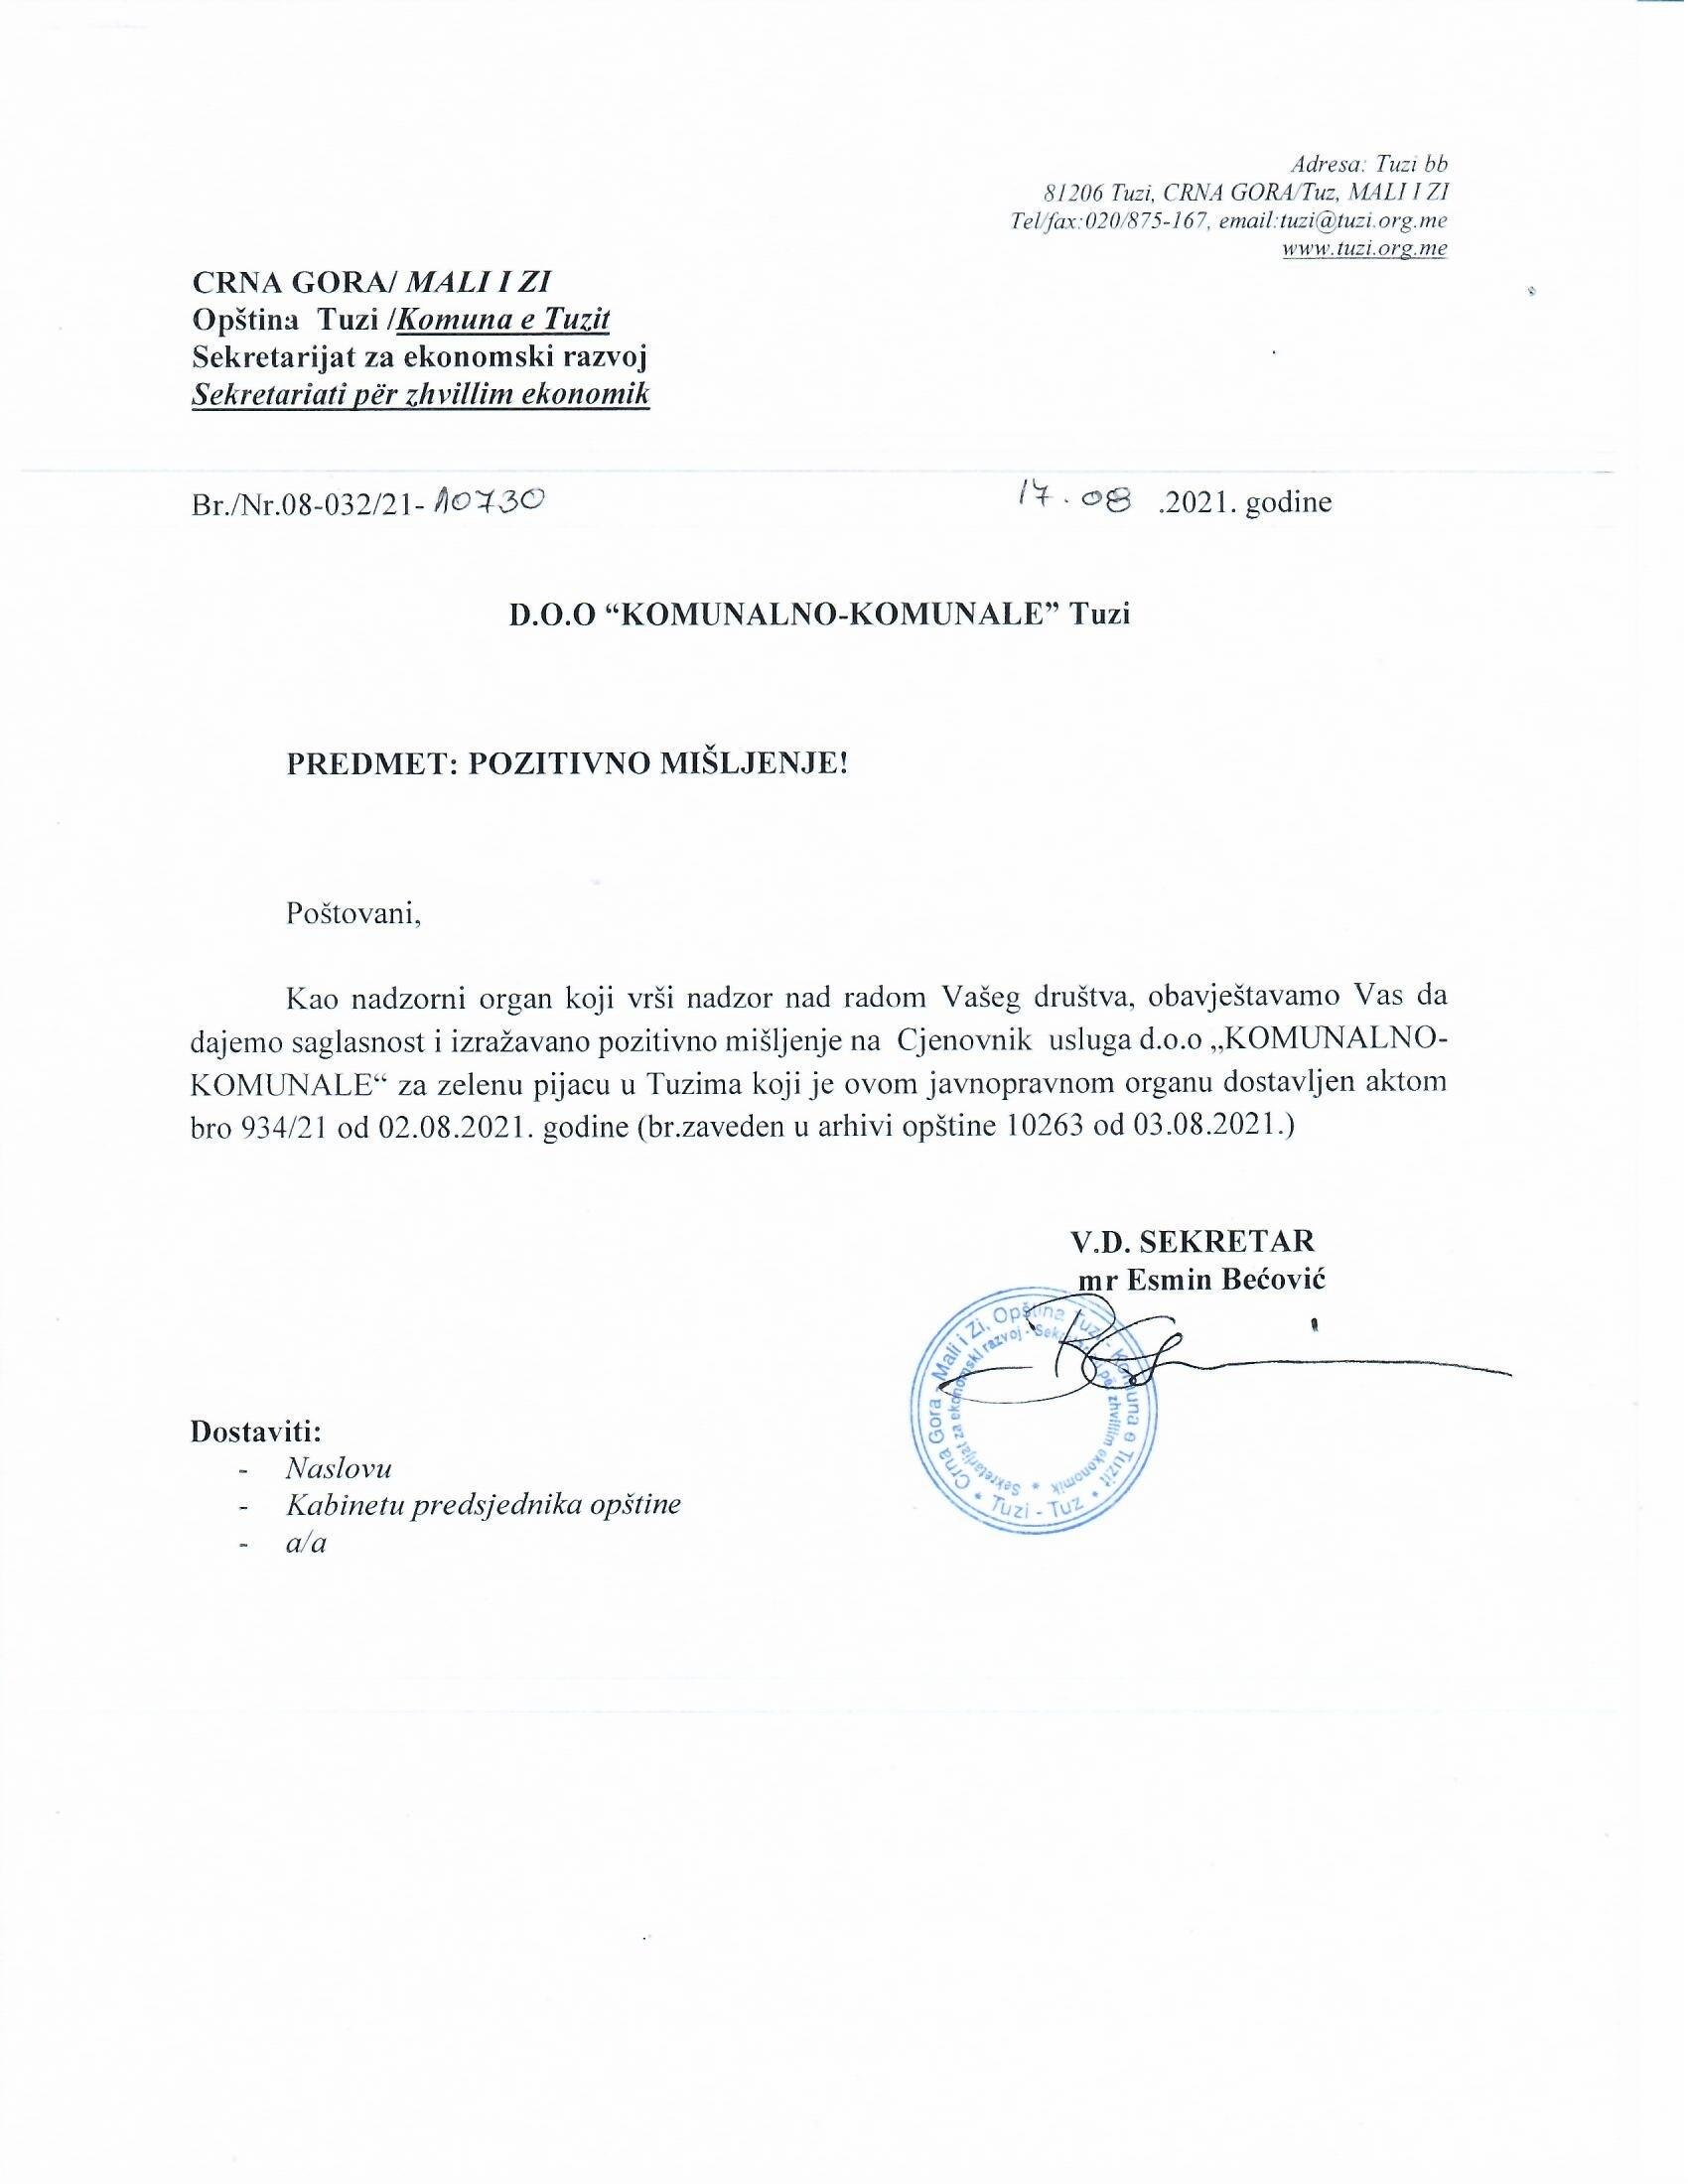 Adresa: Tuzi bb
81206 Tuzi, CRNA GORA/Tuz, MALI I ZI
Tel/fax:020/875-167, email:tuzi@tuzi.org.me
www.tuzi.org.me
CRNA GORA/ MALI I ZI
Opština Tuzi /Komuna e Tuzit
Sekretarijat za ekonomski razvoj
Sekretariati për zhvillim ekonomik
Br./Nr.08-032/21- 10730 17.08 .2021. godine
D.O.O “KOMUNALNO-KOMUNALE” Tuzi
PREDMET: POZITIVNO MIŠLJENJE!
Poštovani,
Kao nadzorni organ koji vrši nadzor nad radom Vašeg društva, obavještavamo Vas da
dajemo saglasnost i izražavano pozitivno mišljenje na Cjenovnik usluga d.o.o „KOMUNALNO-
KOMUNALE“ za zelenu pijacu u Tuzima koji je ovom javnopravnom organu dostavljen aktom
bro 934/21 od 02.08.2021. godine (br.zaveden u arhivi opštine 10263 od 03.08.2021.)
V.D. SEKRETAR
mr Esmin Bećović
Crna Gora - Mali i Zi, Opština Tuzi - Komuna e Tuzit
Sekretarijat za ekonomski razvoj - Sekretariati për zhvillim ekonomik
Tuzi - Tuz
Dostaviti:
- Naslovu
- Kabinetu predsjednika opštine
- a/a